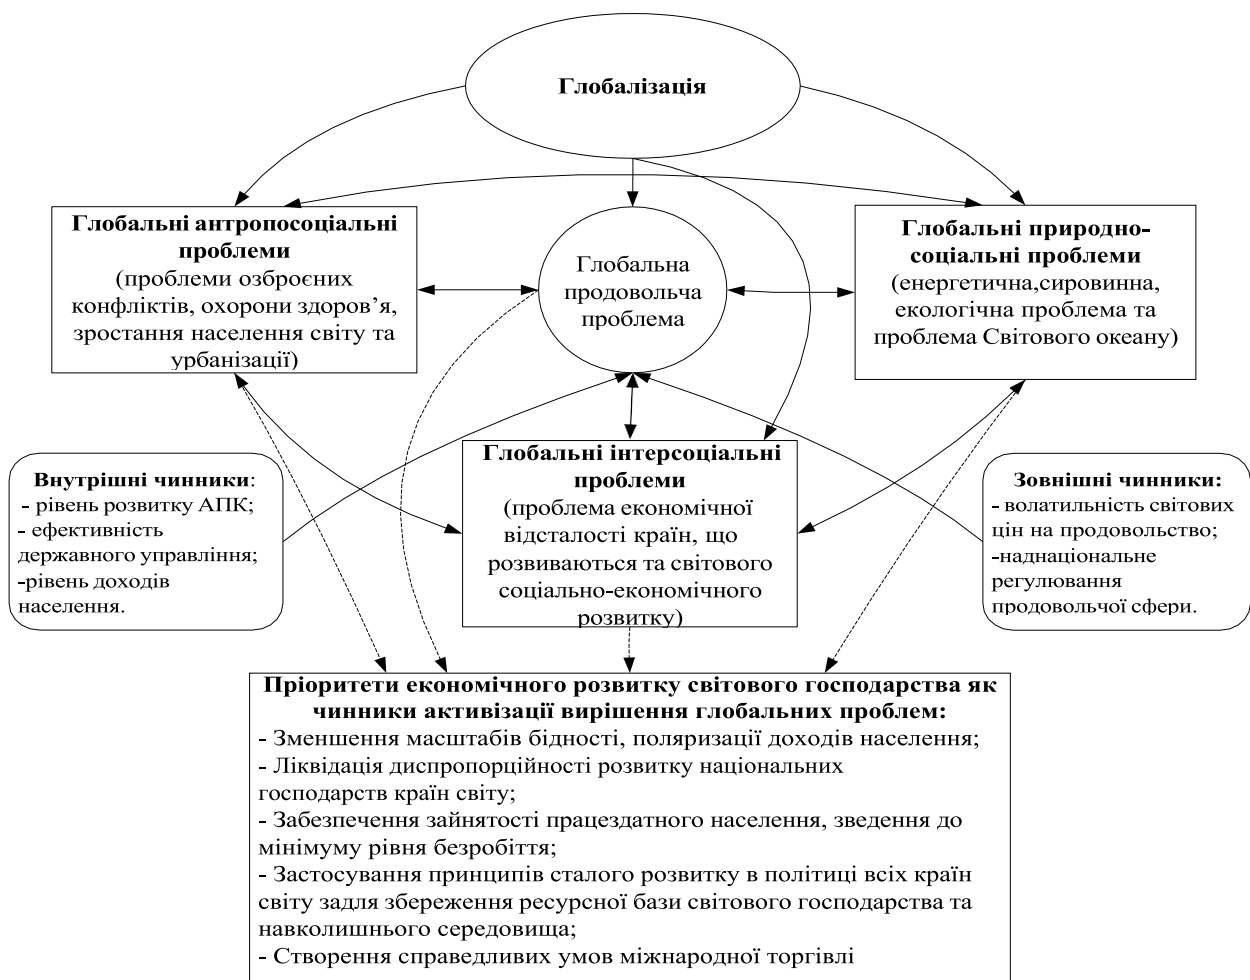 Глобалізація
Глобальні антропосоціальні
проблеми
(проблеми озброєних
конфліктів, охорони здоров’я,
зростання населення світу та
урбанізації)
Глобальна
продовольча
проблема
Глобальні природно-
соціальні проблеми
(енергетична,сировинна,
екологічна проблема та
проблема Світового океану)
Внутрішні чинники:
- рівень розвитку АПК;
- ефективність
державного управління;
-рівень доходів
населення.
Глобальні інтерсоціальні
проблеми
(проблема економічної
відсталості країн, що
розвиваються та світового
соціально-економічного
розвитку)
Зовнішні чинники:
- волатильність світових
цін на продовольство;
-наднаціональне
регулювання
продовольчої сфери.
Пріоритети економічного розвитку світового господарства як
чинники активізації вирішення глобальних проблем:
- Зменшення масштабів бідності, поляризації доходів населення;
- Ліквідація диспропорційності розвитку національних
господарств країн світу;
- Забезпечення зайнятості працездатного населення, зведення до
мінімуму рівня безробіття;
- Застосування принципів сталого розвитку в політиці всіх країн
світу задля збереження ресурсної бази світового господарства та
навколишнього середовища;
- Створення справедливих умов міжнародної торгівлі